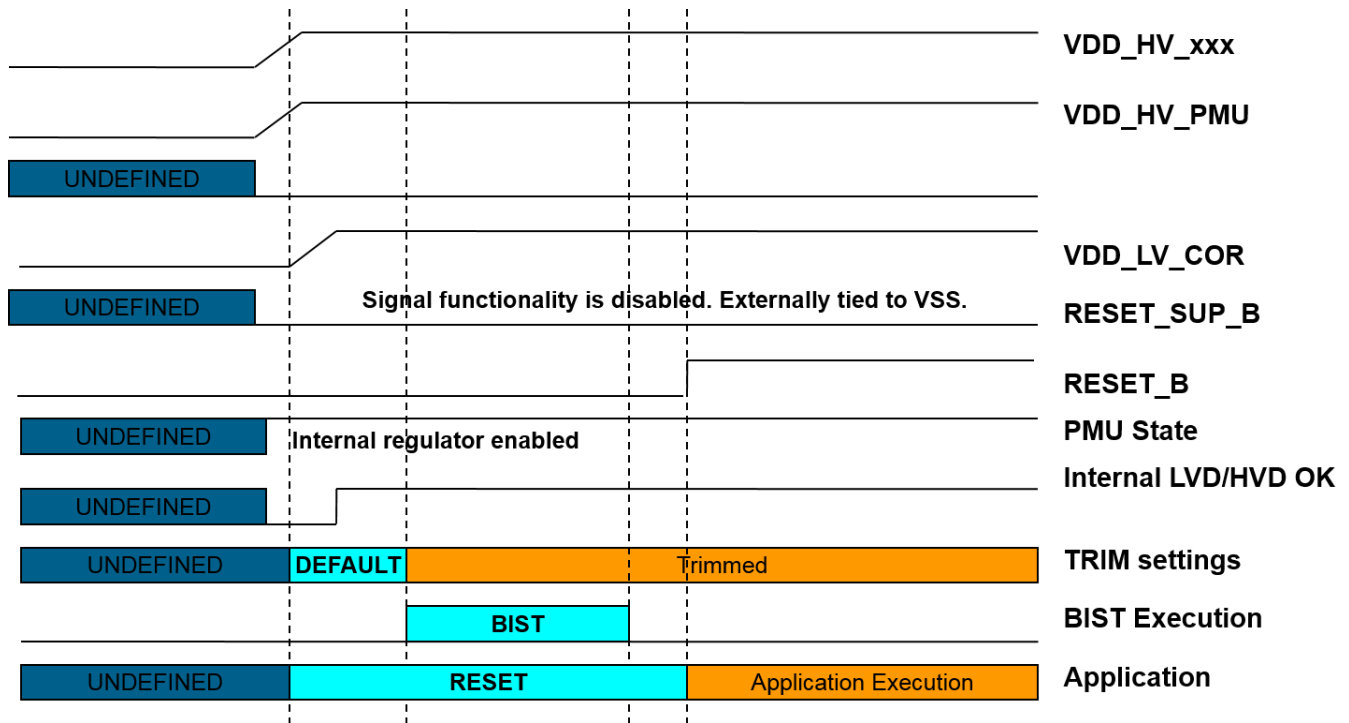 VDD_HV_xxx
VDD_HV_PMU
UNDEFINED
VDD_LV_COR
UNDEFINED
Signal functionality is disabled. Externally tied to VSS.
RESET_SUP_B
RESET_B
UNDEFINED
Internal regulator enabled
PMU State
UNDEFINED
Internal LVD/HVD OK
UNDEFINED
DEFAULT
Trimmed
TRIM settings
BIST
BIST Execution
UNDEFINED
RESET
Application Execution
Application